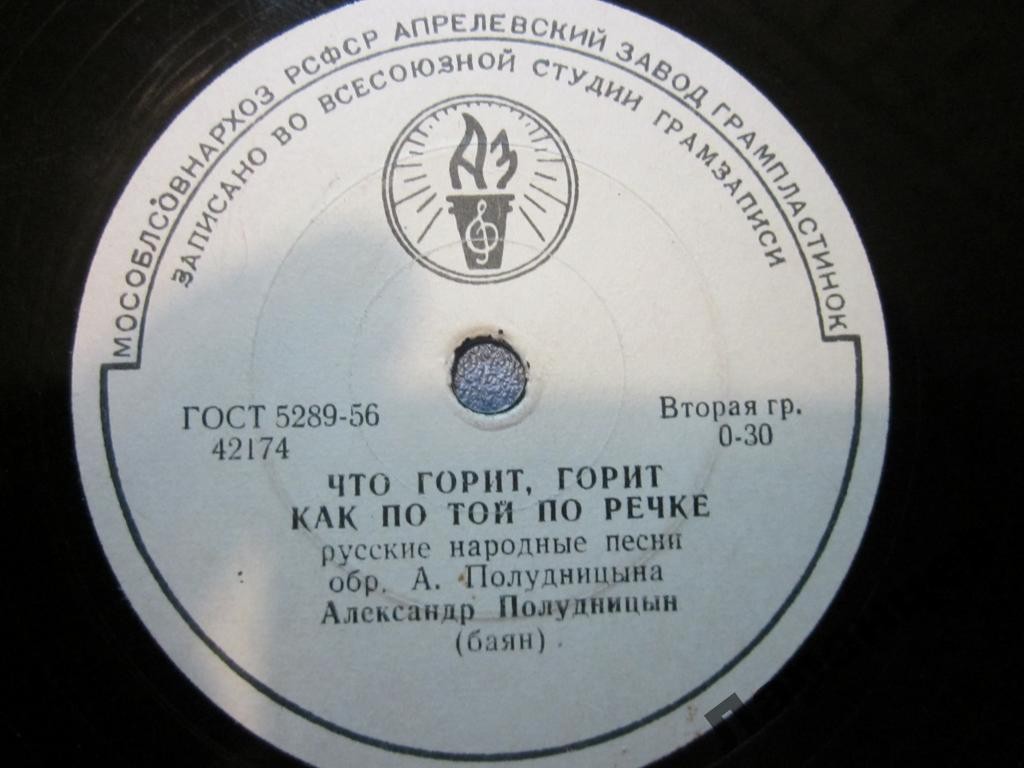 МОСОБЛСОВНАРХОЗ РСФСР АПРЕЛЕВСКИЙ ЗАВОД ГРАМПЛАСТИНОК
ЗАПИСАНО ВО ВСЕСОЮЗНОЙ СТУДИИ ГРАМЗАПИСИ
АЗ
ГОСТ 5289-56
42174
Вторая гр.
0-30
ЧТО ГОРИТ, ГОРИТ
КАК ПО ТОЙ ПО РЕЧКЕ
русские народные песни
обр. А. Полудницына
Александр Полудницын
(баян)